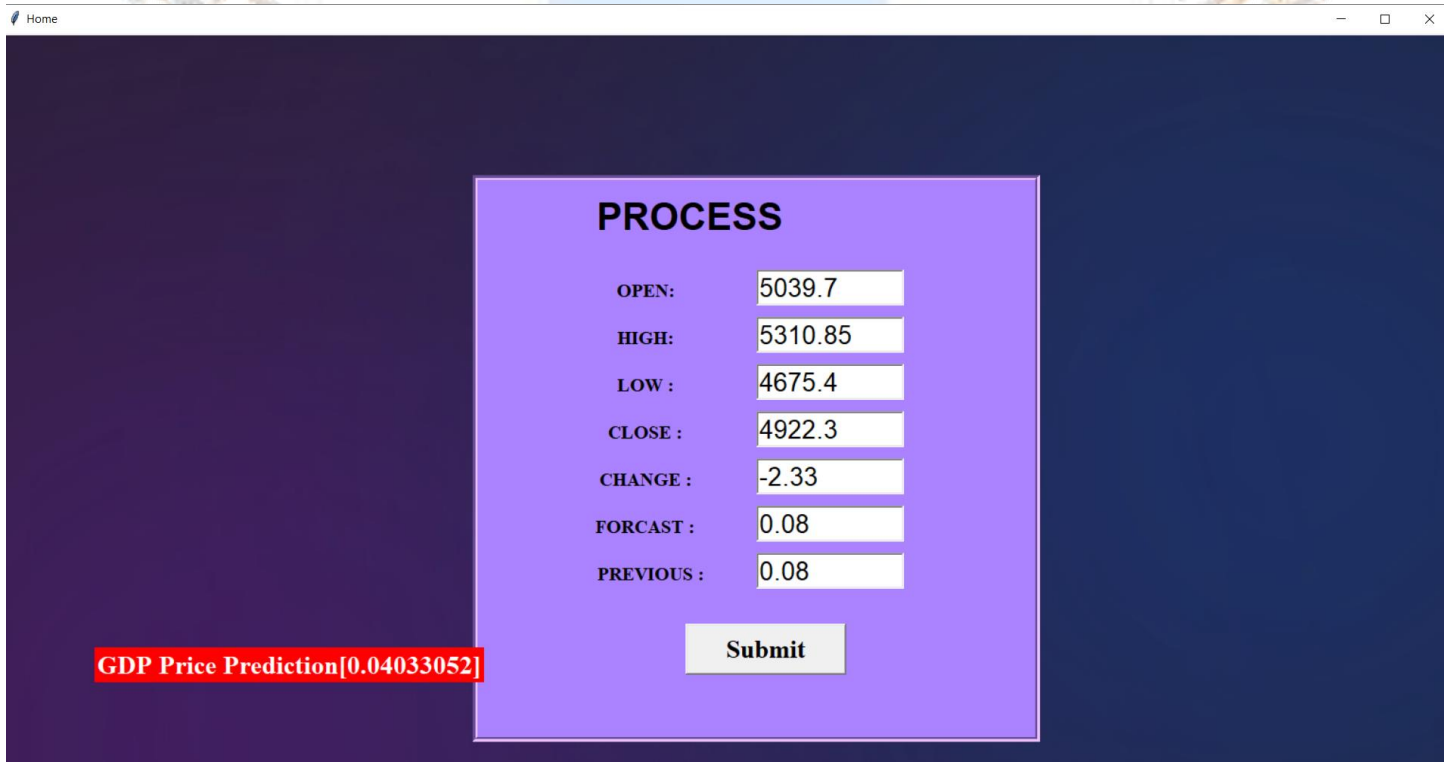 Home
PROCESS
OPEN: 5039.7
HIGH: 5310.85
LOW : 4675.4
CLOSE : 4922.3
CHANGE : -2.33
FORCAST : 0.08
PREVIOUS : 0.08
Submit
GDP Price Prediction[0.04033052]